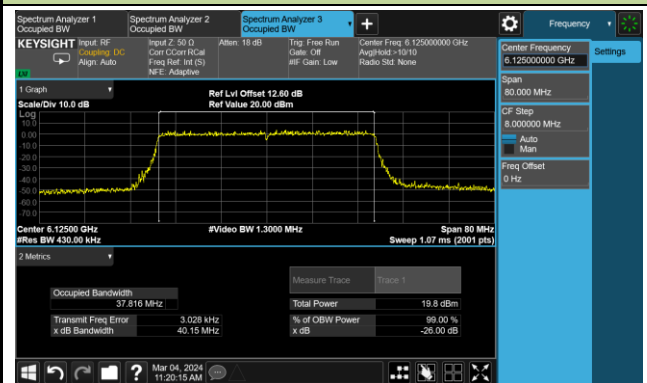 Spectrum Analyzer 1
Occupied BW
Spectrum Analyzer 2
Occupied BW
Spectrum Analyzer 3
Occupied BW
Frequency
KEYSIGHT
Input: RF
Coupling: DC
Align: Auto
Input Z: 50 Ω
Corr CCorr RCal
Freq Ref: Int (S)
NFE: Adaptive
Atten: 18 dB
Trig: Free Run
Gate: Off
#IF Gain: Low
Center Freq: 6.125000000 GHz
Avg|Hold:>10/10
Radio Std: None
Center Frequency
6.125000000 GHz
Settings
Span
80.000 MHz
CF Step
8.000000 MHz
Auto
Man
Freq Offset
0 Hz
1 Graph
Scale/Div 10.0 dB
Ref Lvl Offset 12.60 dB
Ref Value 20.00 dBm
Log
10.0
0.00
-10.0
-20.0
-30.0
-40.0
-50.0
-60.0
-70.0
Center 6.12500 GHz
#Res BW 430.00 kHz
#Video BW 1.3000 MHz
Span 80 MHz
Sweep 1.07 ms (2001 pts)
2 Metrics
Measure Trace
Trace 1
Occupied Bandwidth
37.816 MHz
Total Power
19.8 dBm
Transmit Freq Error
3.028 kHz
% of OBW Power
99.00 %
x dB Bandwidth
40.15 MHz
x dB
-26.00 dB
Mar 04, 2024
11:20:15 AM